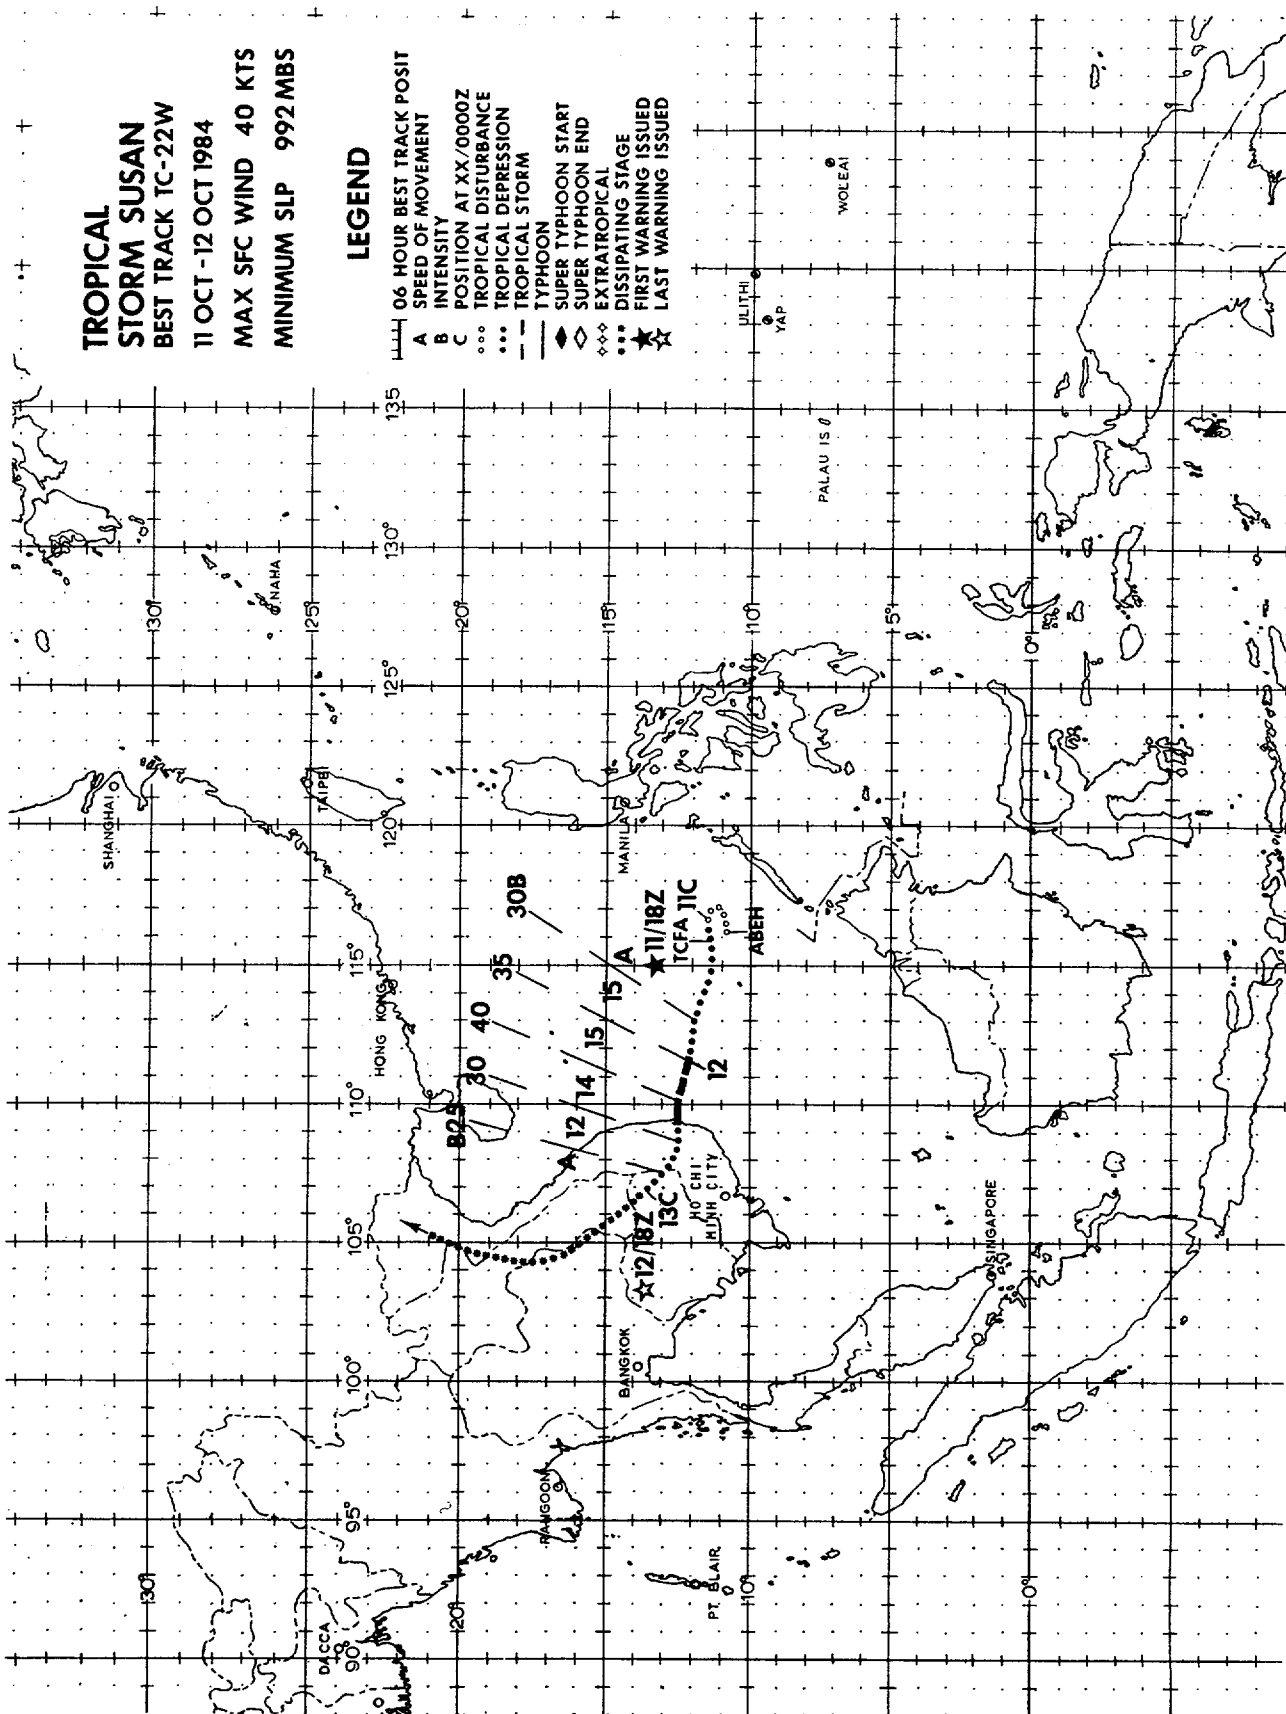 TROPICAL
STORM SUSAN
BEST TRACK TC-22W
11 OCT-12 OCT 1984
MAX SFC WIND 40 KTS
MINIMUM SLP 992 MBS
LEGEND
06 HOUR BEST TRACK POSIT
A SPEED OF MOVEMENT
B INTENSITY
C POSITION AT XX/0000Z
TROPICAL DISTURBANCE
TROPICAL DEPRESSION
TROPICAL STORM
TYPHOON
SUPER TYPHOON START
SUPER TYPHOON END
EXTRATROPICAL
DISSIPATING STAGE
FIRST WARNING ISSUED
LAST WARNING ISSUED
SHANGHAI
30°
NAHA
25°
TAIPEI
135
130°
125°
120°
115°
110°
105°
100°
95°
90°
HONG KONG
20°
15°
10°
5°
0°
MANILA
ULITHI
YAP
WOLEAI
PALAU IS
30B
35
40
30
B25
A
15
15
14
12
A
12
11/18Z
TCFA
11C
ABEH
12/18Z
13C
HO CHI
MINH CITY
BANGKOK
SINGAPORE
RANGOON
DACCA
PT. BLAIR
30°
20°
10°
0°